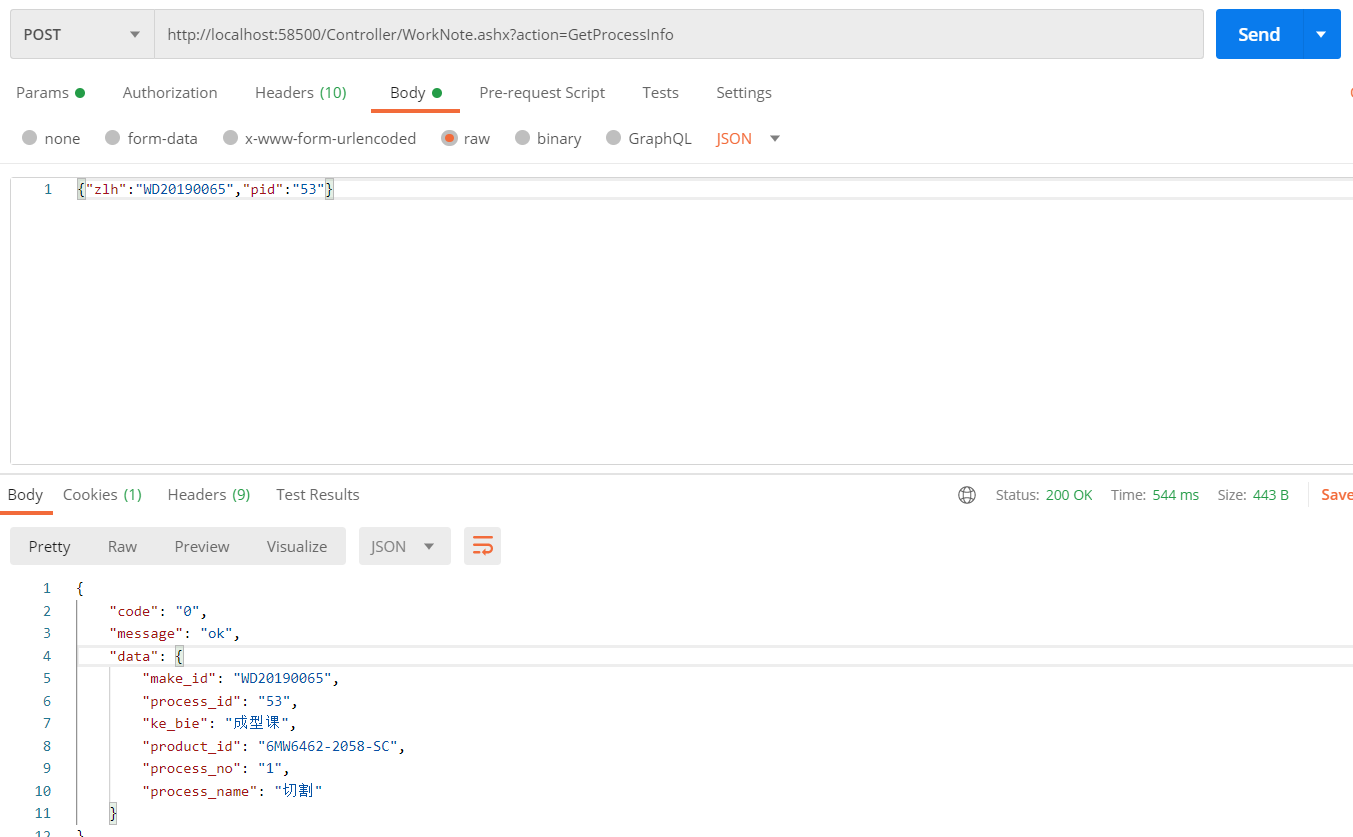 POST http://localhost:58500/Controller/WorkNote.ashx?action=GetProcessInfo Send
Params Authorization Headers (10) Body Pre-request Script Tests Settings
none form-data x-www-form-urlencoded raw binary GraphQL JSON
1 {"zlh":"WD20190065","pid":"53"}
Body Cookies (1) Headers (9) Test Results Status: 200 OK Time: 544 ms Size: 443 B Save
Pretty Raw Preview Visualize JSON
1 {
2 "code": "0",
3 "message": "ok",
4 "data": {
5 "make_id": "WD20190065",
6 "process_id": "53",
7 "ke_bie": "成型课",
8 "product_id": "6MW6462-2058-SC",
9 "process_no": "1",
10 "process_name": "切割"
11 }
12 }